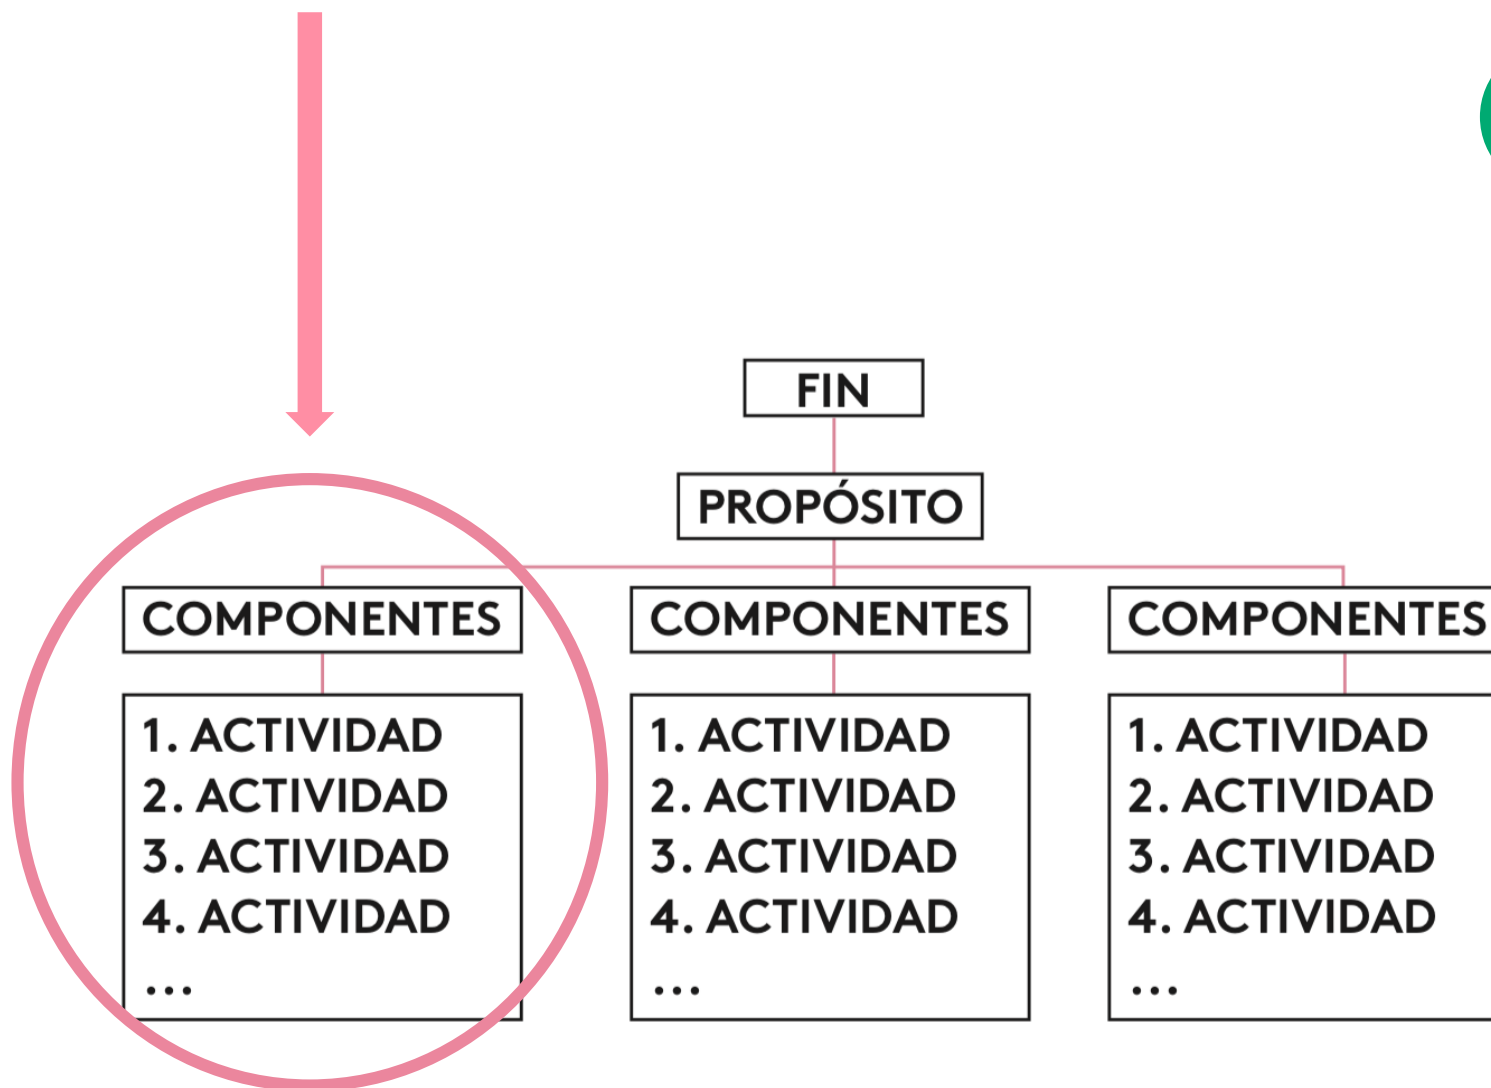 FIN
PROPÓSITO
COMPONENTES
COMPONENTES
COMPONENTES
1. ACTIVIDAD
2. ACTIVIDAD
3. ACTIVIDAD
4. ACTIVIDAD
...
1. ACTIVIDAD
2. ACTIVIDAD
3. ACTIVIDAD
4. ACTIVIDAD
...
1. ACTIVIDAD
2. ACTIVIDAD
3. ACTIVIDAD
4. ACTIVIDAD
...